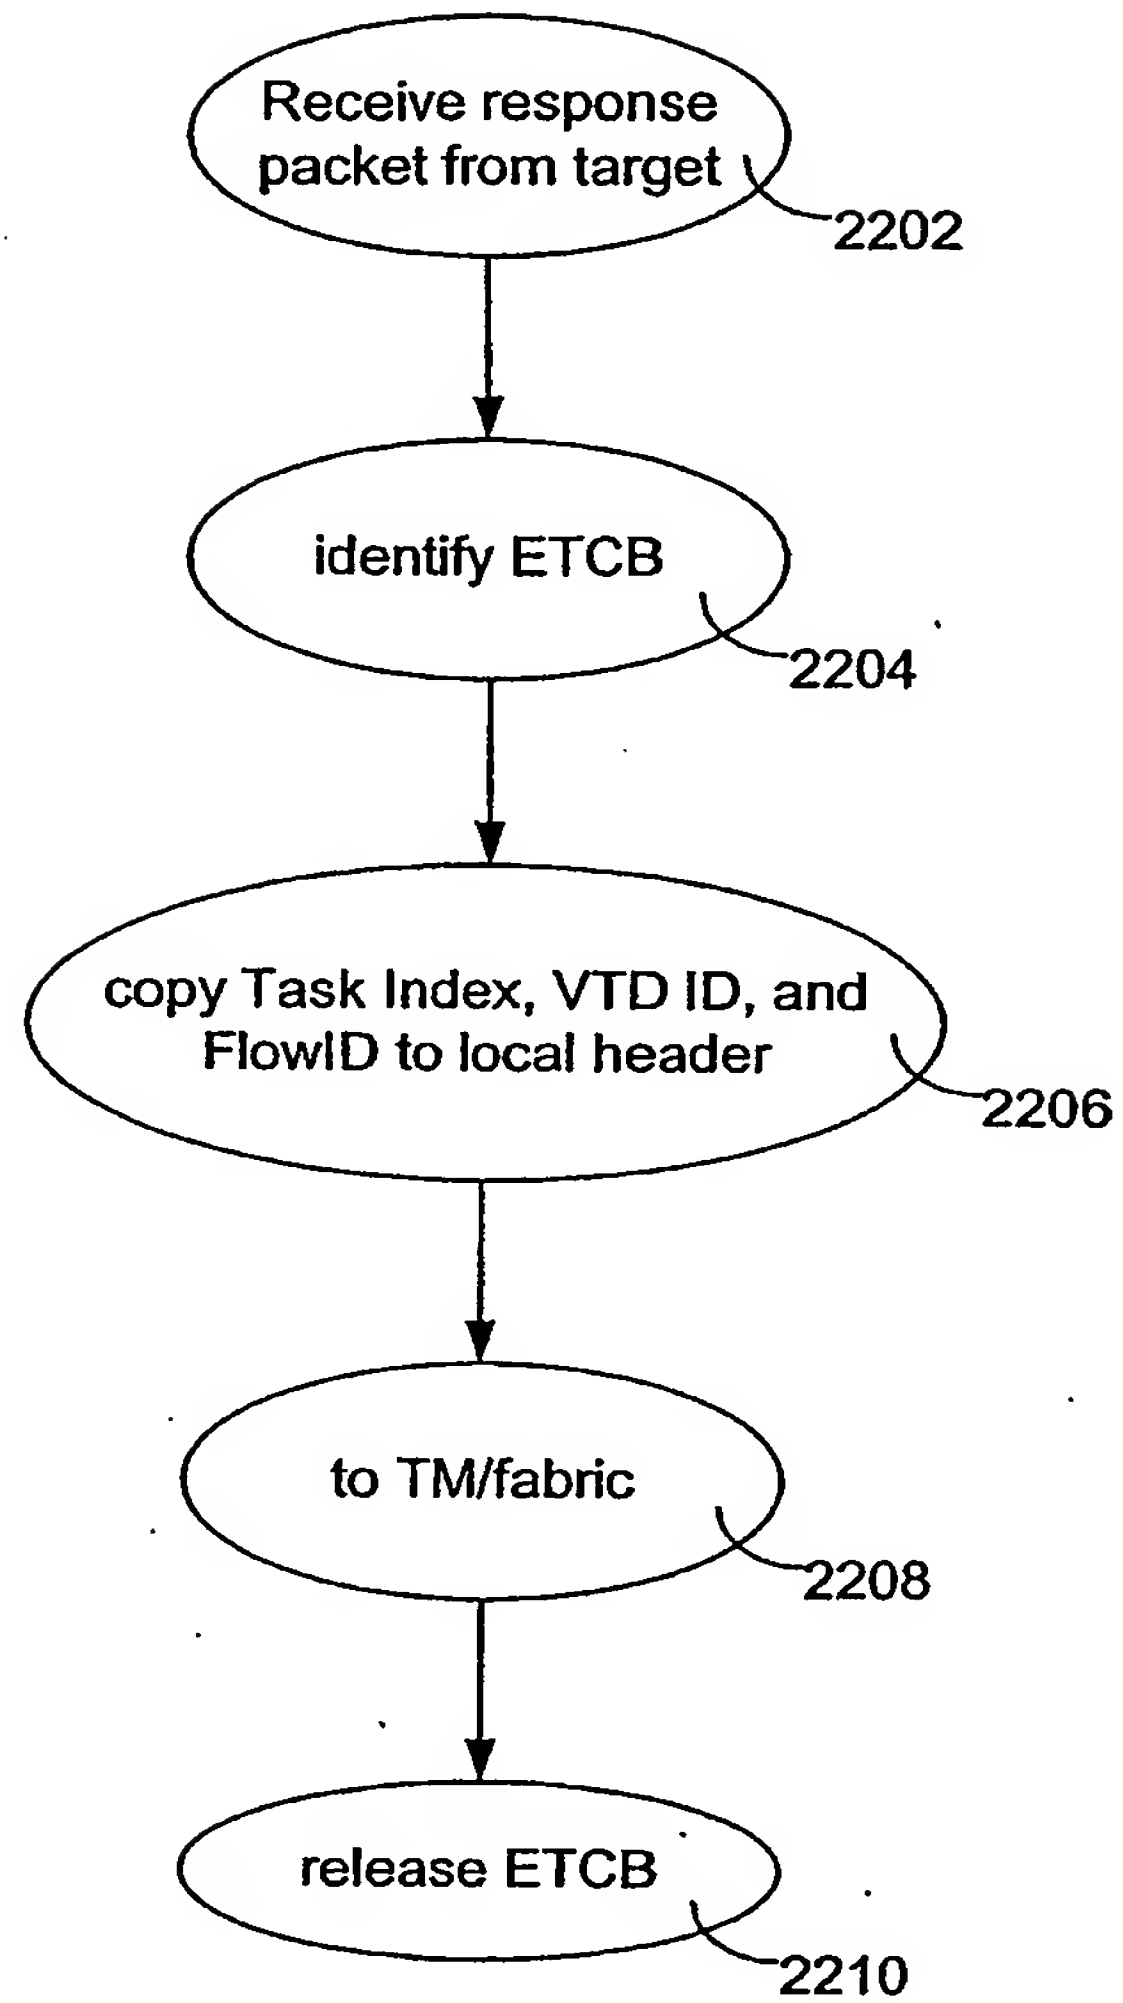 Receive response
packet from target
2202
identify ETCB
2204
copy Task Index, VTD ID, and
FlowID to local header
2206
to TM/fabric
2208
release ETCB
2210